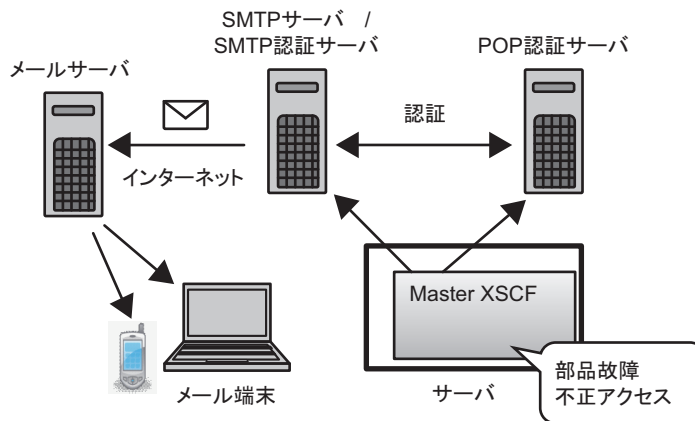 SMTPサーバ /
SMTP認証サーバ
POP認証サーバ
メールサーバ
認証
インターネット
Master XSCF
部品故障
不正アクセス
メール端末
サーバ